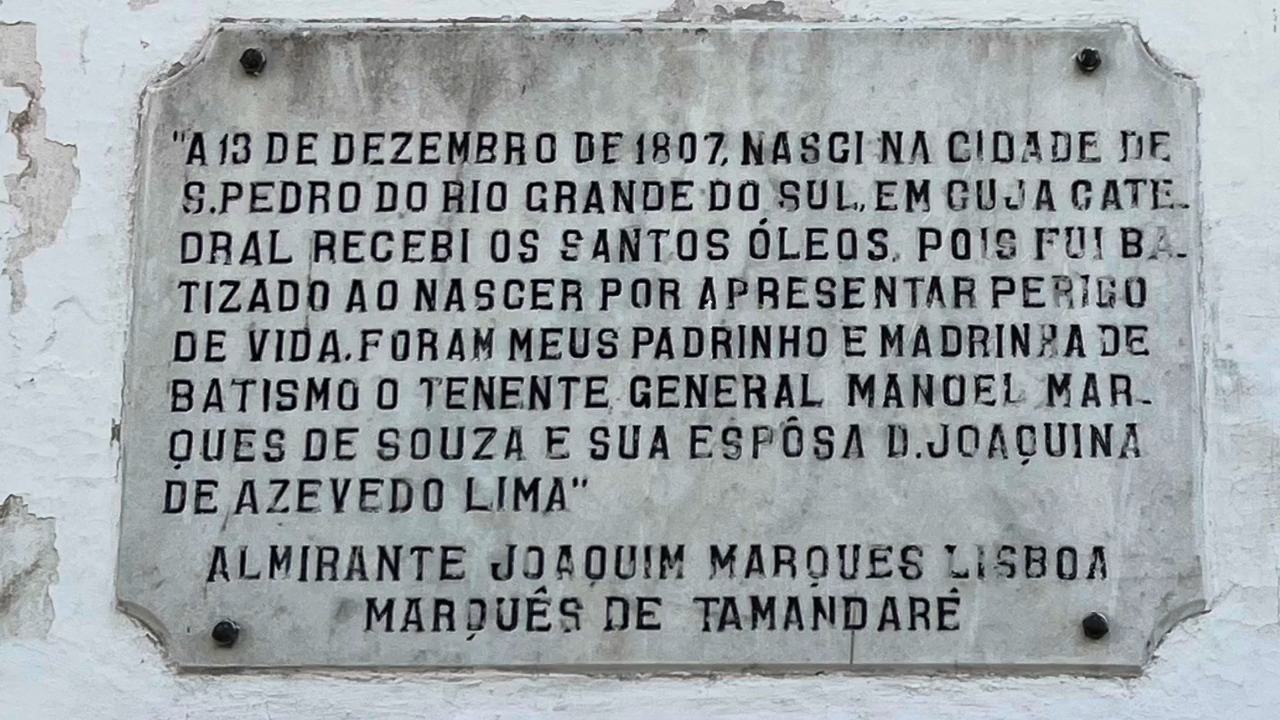 "A 13 DE DEZEMBRO DE 1807, NASCI NA CIDADE DE
S.PEDRO DO RIO GRANDE DO SUL, EM CUJA CATE-
DRAL RECEBI OS SANTOS ÓLEOS, POIS FUI BA-
TIZADO AO NASCER POR APRESENTAR PERIGO
DE VIDA. FORAM MEUS PADRINHO E MADRINHA DE
BATISMO O TENENTE GENERAL MANOEL MAR-
QUES DE SOUZA E SUA ESPÔSA D.JOAQUINA
DE AZEVEDO LIMA"
ALMIRANTE JOAQUIM MARQUES LISBOA
MARQUÊS DE TAMANDARÉ